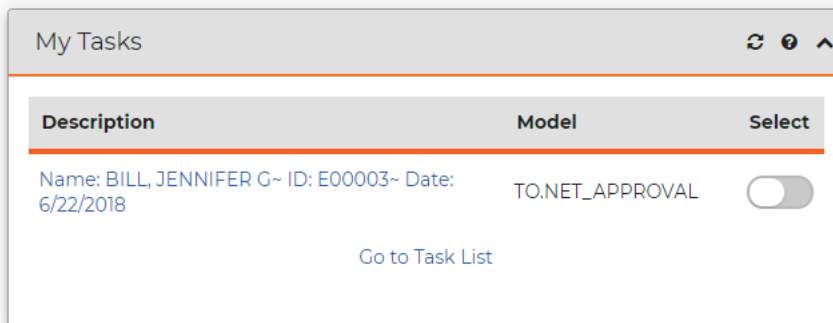 My Tasks
Description Model Select
Name: BILL, JENNIFER G~ ID: E00003~ Date:
6/22/2018
TO.NET_APPROVAL
Go to Task List